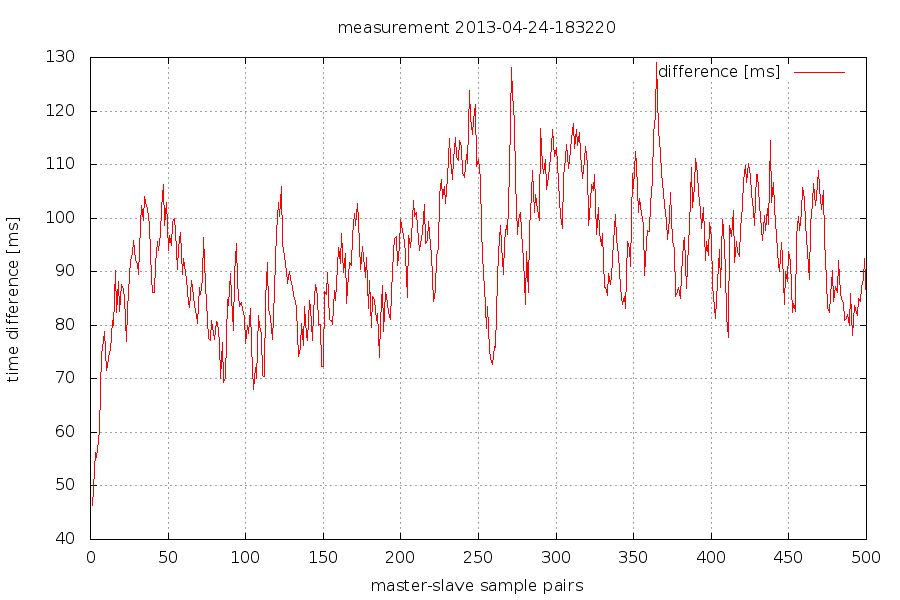 measurement 2013-04-24-183220
difference [ms]
130
120
110
100
90
80
70
60
50
40
time difference [ms]
0 50 100 150 200 250 300 350 400 450 500
master-slave sample pairs